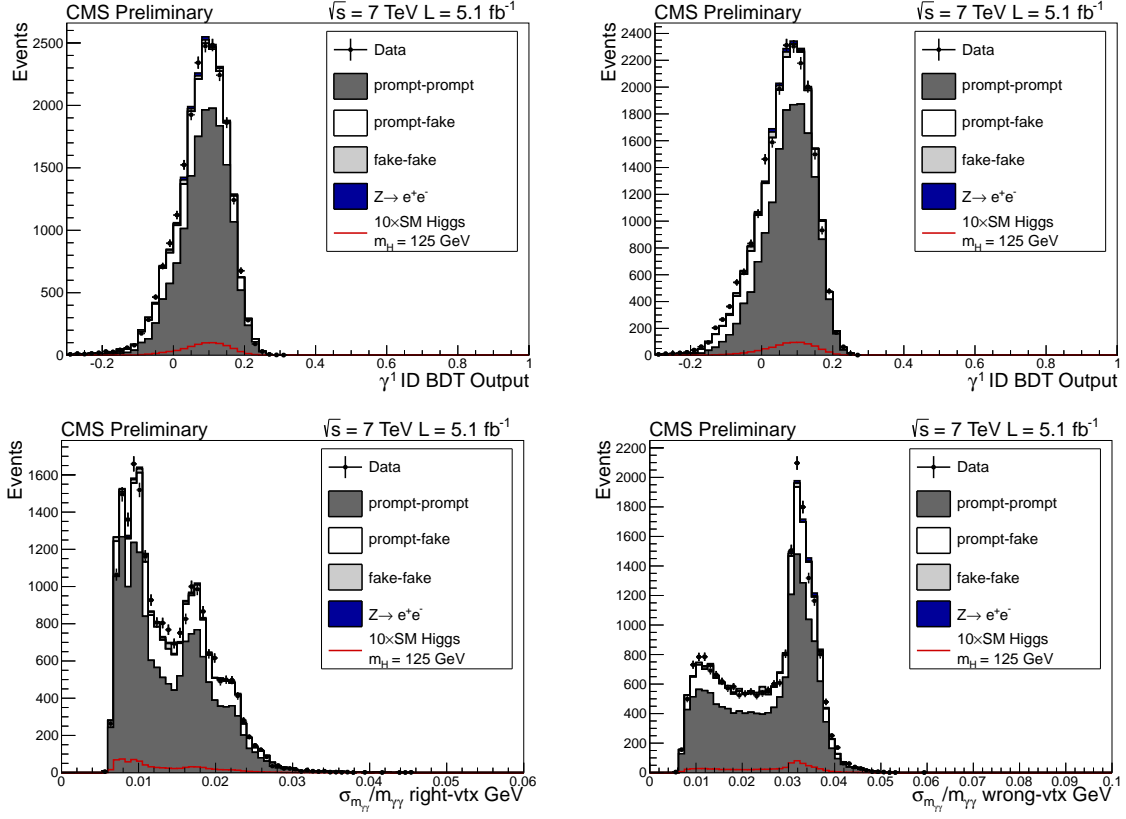 CMS Preliminary √s = 7 TeV L = 5.1 fb⁻¹
Events
2500
2000
1500
1000
500
0
-0.2 0 0.2 0.4 0.6 0.8 1
γ¹ ID BDT Output
Data
prompt-prompt
prompt-fake
fake-fake
Z→ e⁺e⁻
10×SM Higgs
m_H = 125 GeV
CMS Preliminary √s = 7 TeV L = 5.1 fb⁻¹
Events
2400
2200
2000
1800
1600
1400
1200
1000
800
600
400
200
0
-0.2 0 0.2 0.4 0.6 0.8 1
γ¹ ID BDT Output
Data
prompt-prompt
prompt-fake
fake-fake
Z→ e⁺e⁻
10×SM Higgs
m_H = 125 GeV
CMS Preliminary √s = 7 TeV L = 5.1 fb⁻¹
Events
1600
1400
1200
1000
800
600
400
200
0
0 0.01 0.02 0.03 0.04 0.05 0.06
σ_mγγ/m_γγ right-vtx GeV
Data
prompt-prompt
prompt-fake
fake-fake
Z→ e⁺e⁻
10×SM Higgs
m_H = 125 GeV
CMS Preliminary √s = 7 TeV L = 5.1 fb⁻¹
Events
2200
2000
1800
1600
1400
1200
1000
800
600
400
200
0
0 0.01 0.02 0.03 0.04 0.05 0.06 0.07 0.08 0.09 0.1
σ_mγγ/m_γγ wrong-vtx GeV
Data
prompt-prompt
prompt-fake
fake-fake
Z→ e⁺e⁻
10×SM Higgs
m_H = 125 GeV